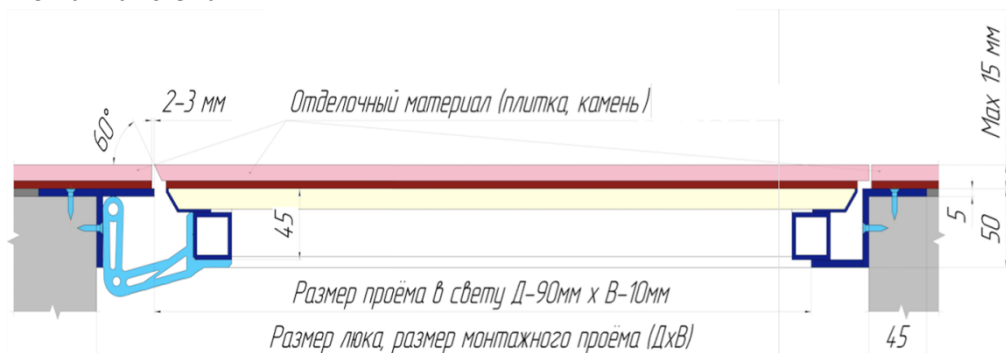 Max 15 мм
2-3 мм
Отделочный материал (плитка, камень)
60°
45
5
50
Размер проёма в свету Д-90мм х В-10мм
Размер люка, размер монтажного проёма (ДхВ)
45